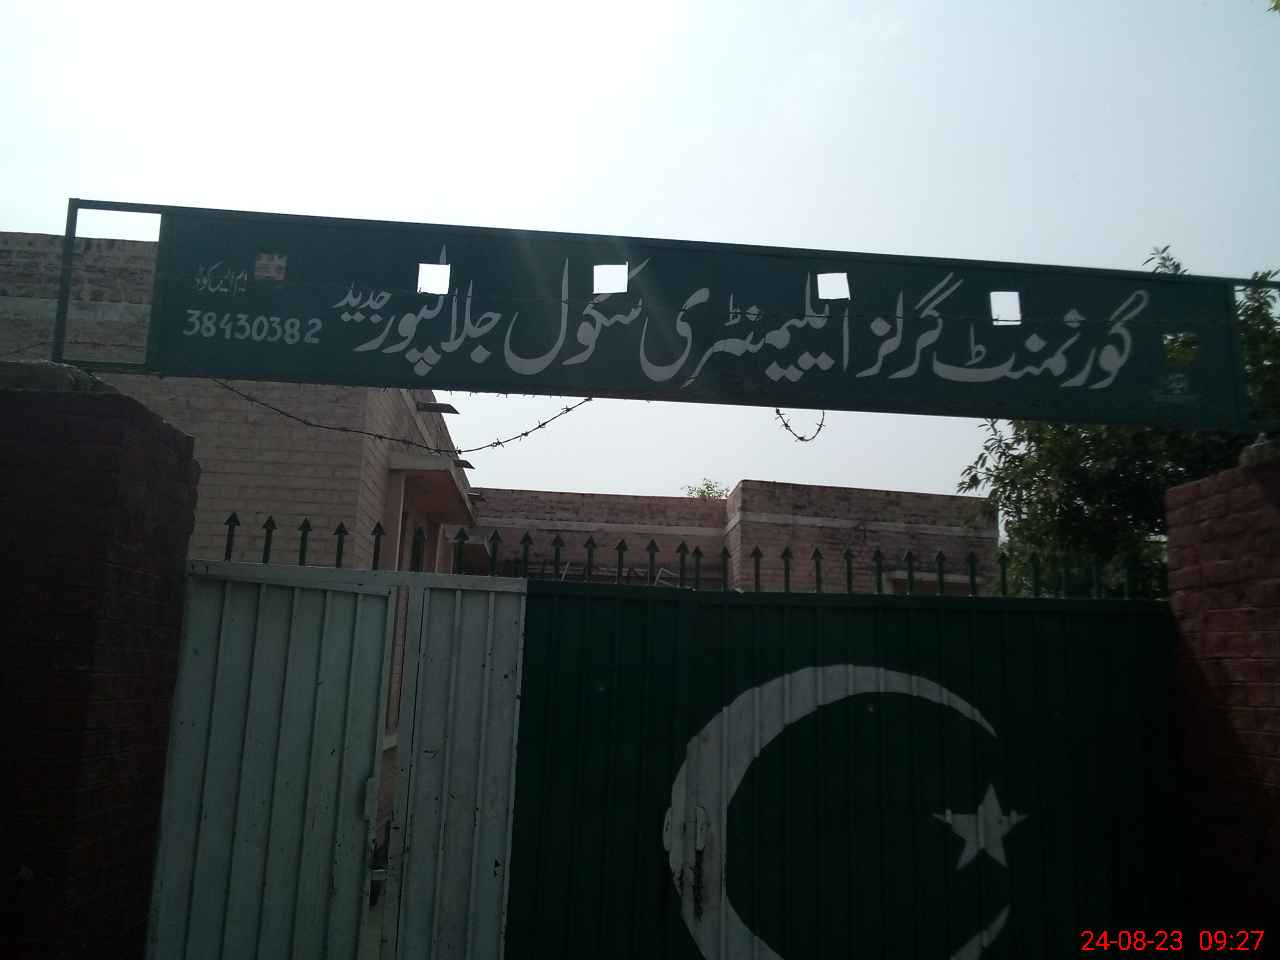 گورنمنٹ گرلز ایلیمنٹری سکول جلالپور جدید
ایم ایس کوڈ
38430382
24-08-23 09:27